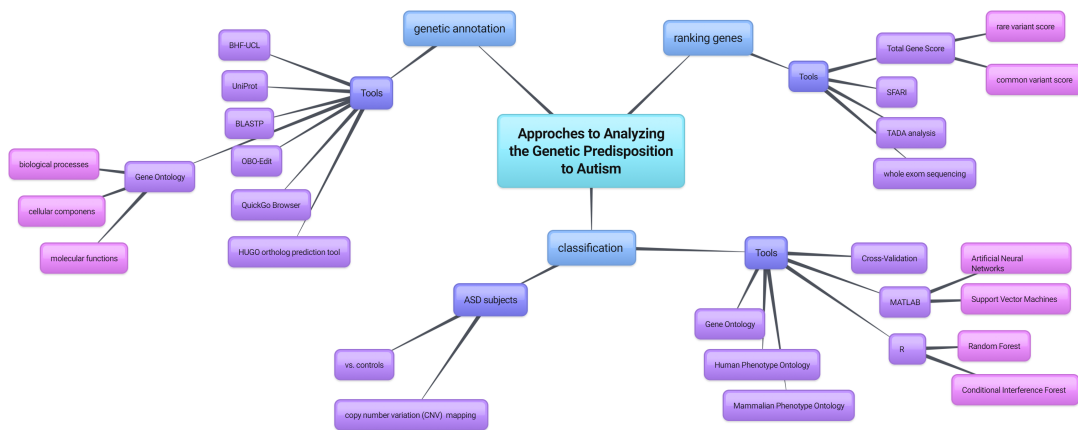 Approches to Analyzing
the Genetic Predisposition
to Autism
genetic annotation
Tools
BHF-UCL
UniProt
BLASTP
OBO-Edit
Gene Ontology
biological processes
cellular componens
molecular functions
QuickGo Browser
HUGO ortholog prediction tool
ranking genes
Tools
Total Gene Score
rare variant score
common variant score
SFARI
TADA analysis
whole exom sequencing
classification
ASD subjects
vs. controls
copy number variation (CNV) mapping
Tools
Cross-Validation
MATLAB
Artificial Neural
Networks
Support Vector Machines
R
Random Forest
Conditional Interference Forest
Gene Ontology
Human Phenotype Ontology
Mammalian Phenotype Ontology